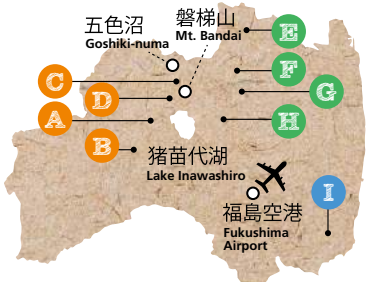 五色沼
Goshiki-numa
磐梯山
Mt. Bandai
E
F
C
D
G
A
H
B
猪苗代湖
Lake Inawashiro
I
福島空港
Fukushima
Airport